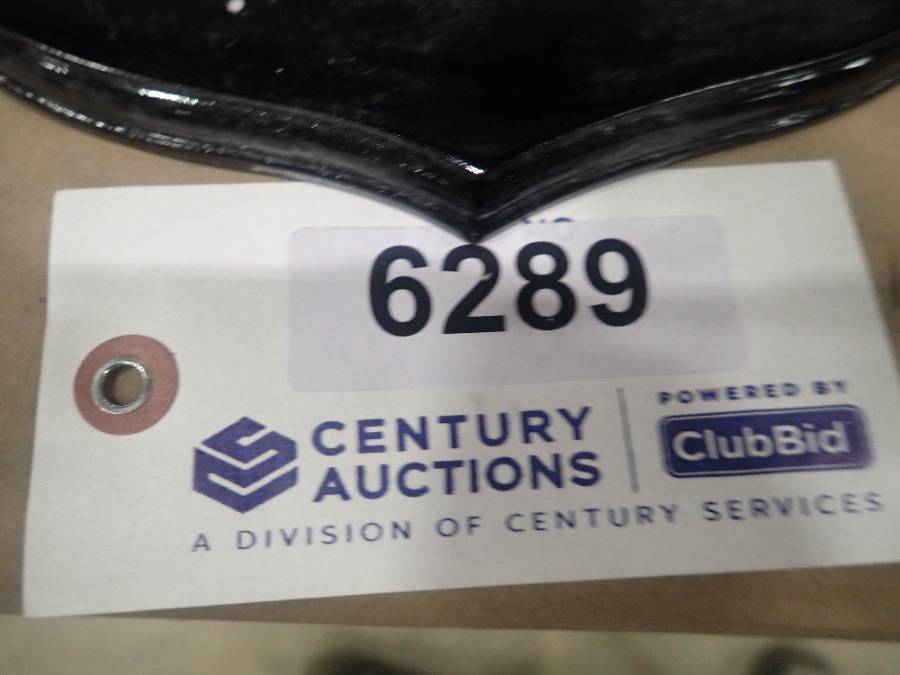 6289
CENTURY
AUCTIONS
POWERED BY
ClubBid
A DIVISION OF CENTURY SERVICES